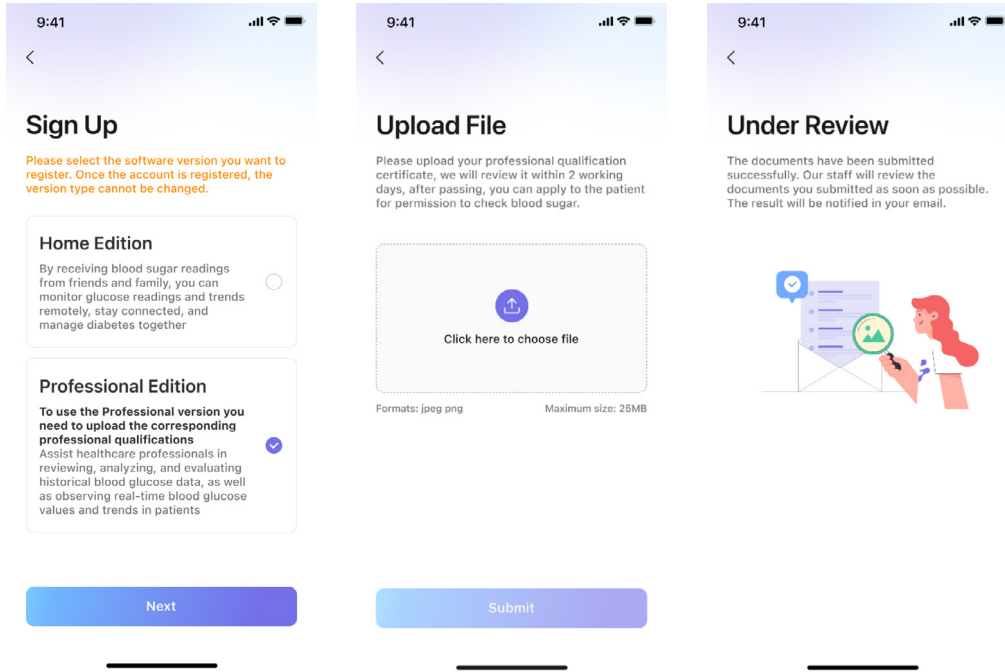 9:41
Sign Up
Please select the software version you want to
register. Once the account is registered, the
version type cannot be changed.
Home Edition
By receiving blood sugar readings
from friends and family, you can
monitor glucose readings and trends
remotely, stay connected, and
manage diabetes together
Professional Edition
To use the Professional version you
need to upload the corresponding
professional qualifications
Assist healthcare professionals in
reviewing, analyzing, and evaluating
historical blood glucose data, as well
as observing real-time blood glucose
values and trends in patients
Next
9:41
Upload File
Please upload your professional qualification
certificate, we will review it within 2 working
days, after passing, you can apply to the patient
for permission to check blood sugar.
Click here to choose file
Formats: jpeg png Maximum size: 25MB
Submit
9:41
Under Review
The documents have been submitted
successfully. Our staff will review the
documents you submitted as soon as possible.
The result will be notified in your email.